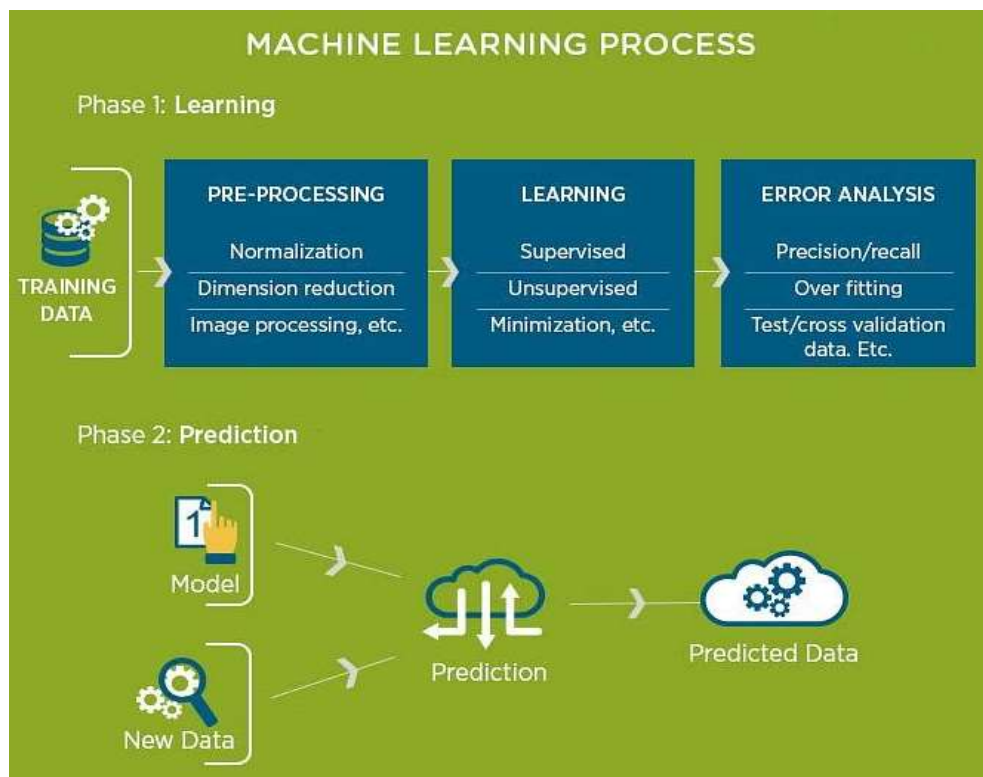 MACHINE LEARNING PROCESS
Phase 1: Learning
TRAINING
DATA
PRE-PROCESSING
Normalization
Dimension reduction
Image processing, etc.
LEARNING
Supervised
Unsupervised
Minimization, etc.
ERROR ANALYSIS
Precision/recall
Over fitting
Test/cross validation
data. Etc.
Phase 2: Prediction
1
Model
New Data
Prediction
Predicted Data